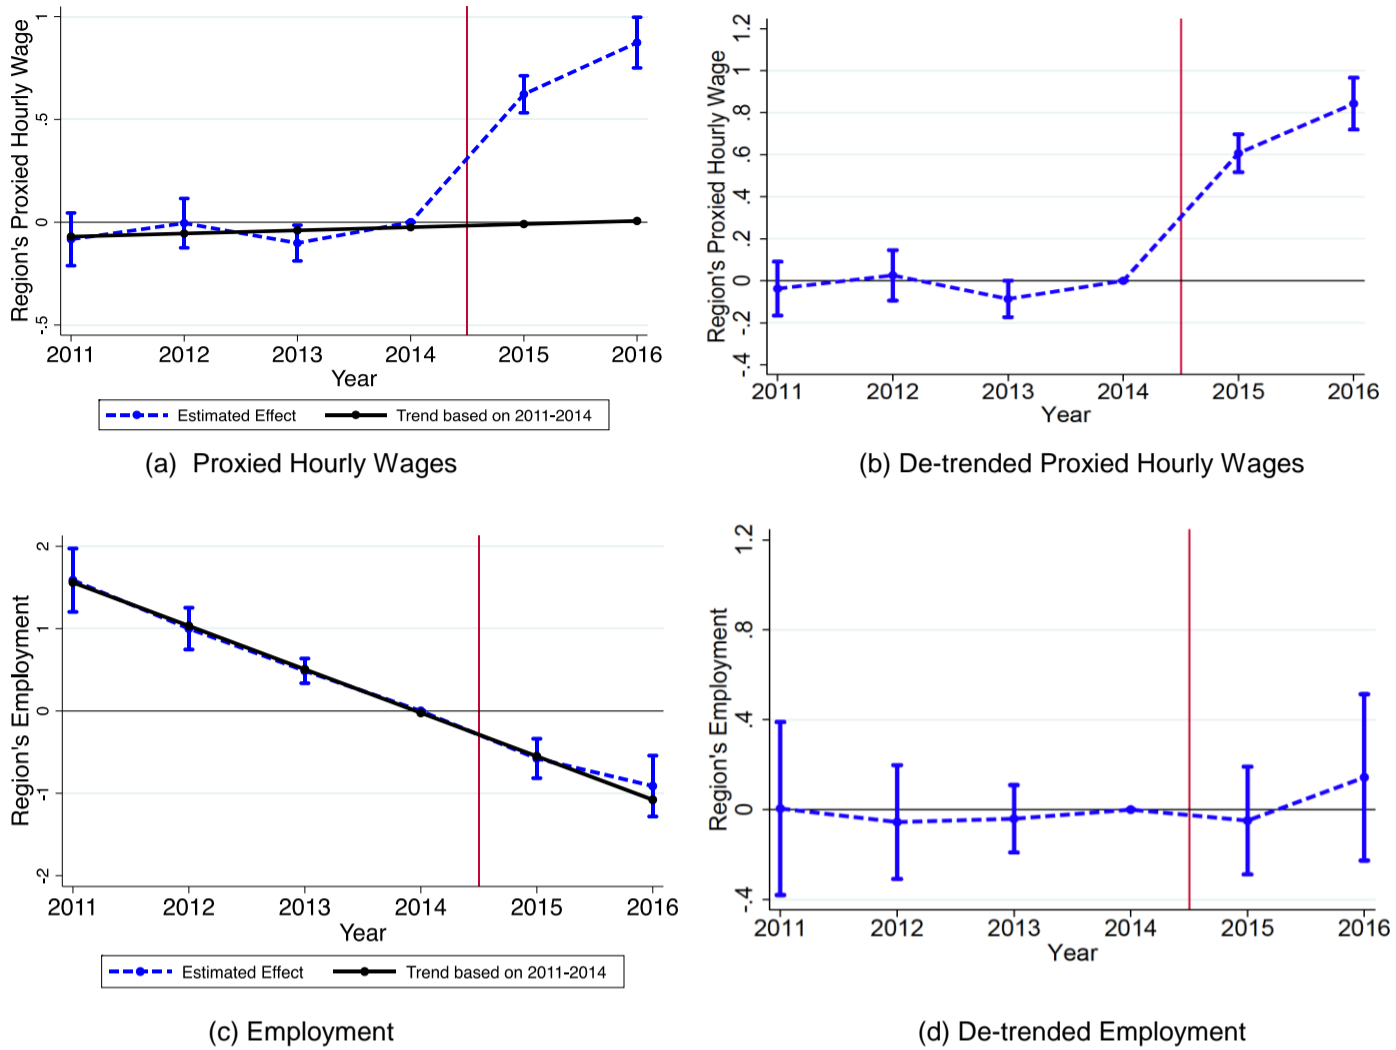 Region's Proxied Hourly Wage
1
.5
0
-.5
2011 2012 2013 2014 2015 2016
Year
Estimated Effect Trend based on 2011-2014
(a) Proxied Hourly Wages
Region's Proxied Hourly Wage
1.2
1
.8
.6
.4
.2
0
-.2
-.4
2011 2012 2013 2014 2015 2016
Year
(b) De-trended Proxied Hourly Wages
Region's Employment
2
1
0
-1
-2
2011 2012 2013 2014 2015 2016
Year
Estimated Effect Trend based on 2011-2014
(c) Employment
Region's Employment
1.2
.8
.4
0
-.4
2011 2012 2013 2014 2015 2016
Year
(d) De-trended Employment